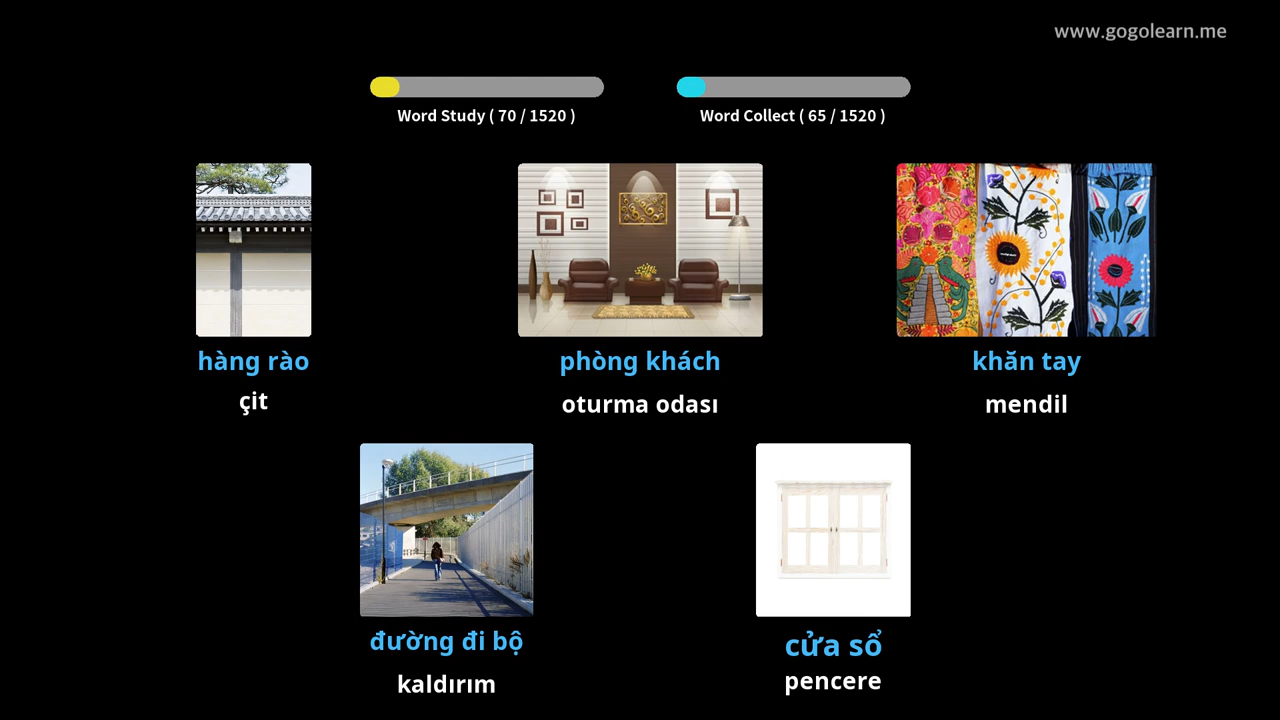 www.gogolearn.me
Word Study ( 70 / 1520 )
Word Collect ( 65 / 1520 )
hàng rào
çit
phòng khách
oturma odası
khăn tay
mendil
đường đi bộ
kaldırım
cửa sổ
pencere